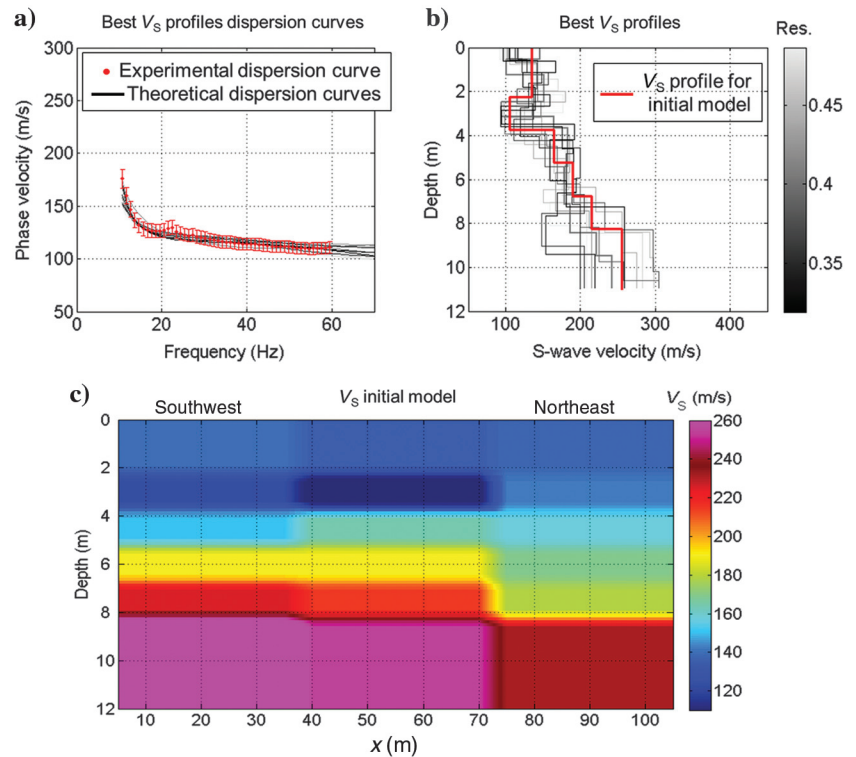 a)
Best VS profiles dispersion curves
300
250
200
150
100
50
Phase velocity (m/s)
Experimental dispersion curve
Theoretical dispersion curves
0
20
40
60
Frequency (Hz)
b)
Best VS profiles
0
2
4
6
8
10
12
Depth (m)
VS profile for
initial model
100
200
300
400
S-wave velocity (m/s)
Res.
0.45
0.4
0.35
c)
Southwest
VS initial model
Northeast
0
2
4
6
8
10
12
Depth (m)
10
20
30
40
50
60
70
80
90
100
x (m)
VS (m/s)
260
240
220
200
180
160
140
120